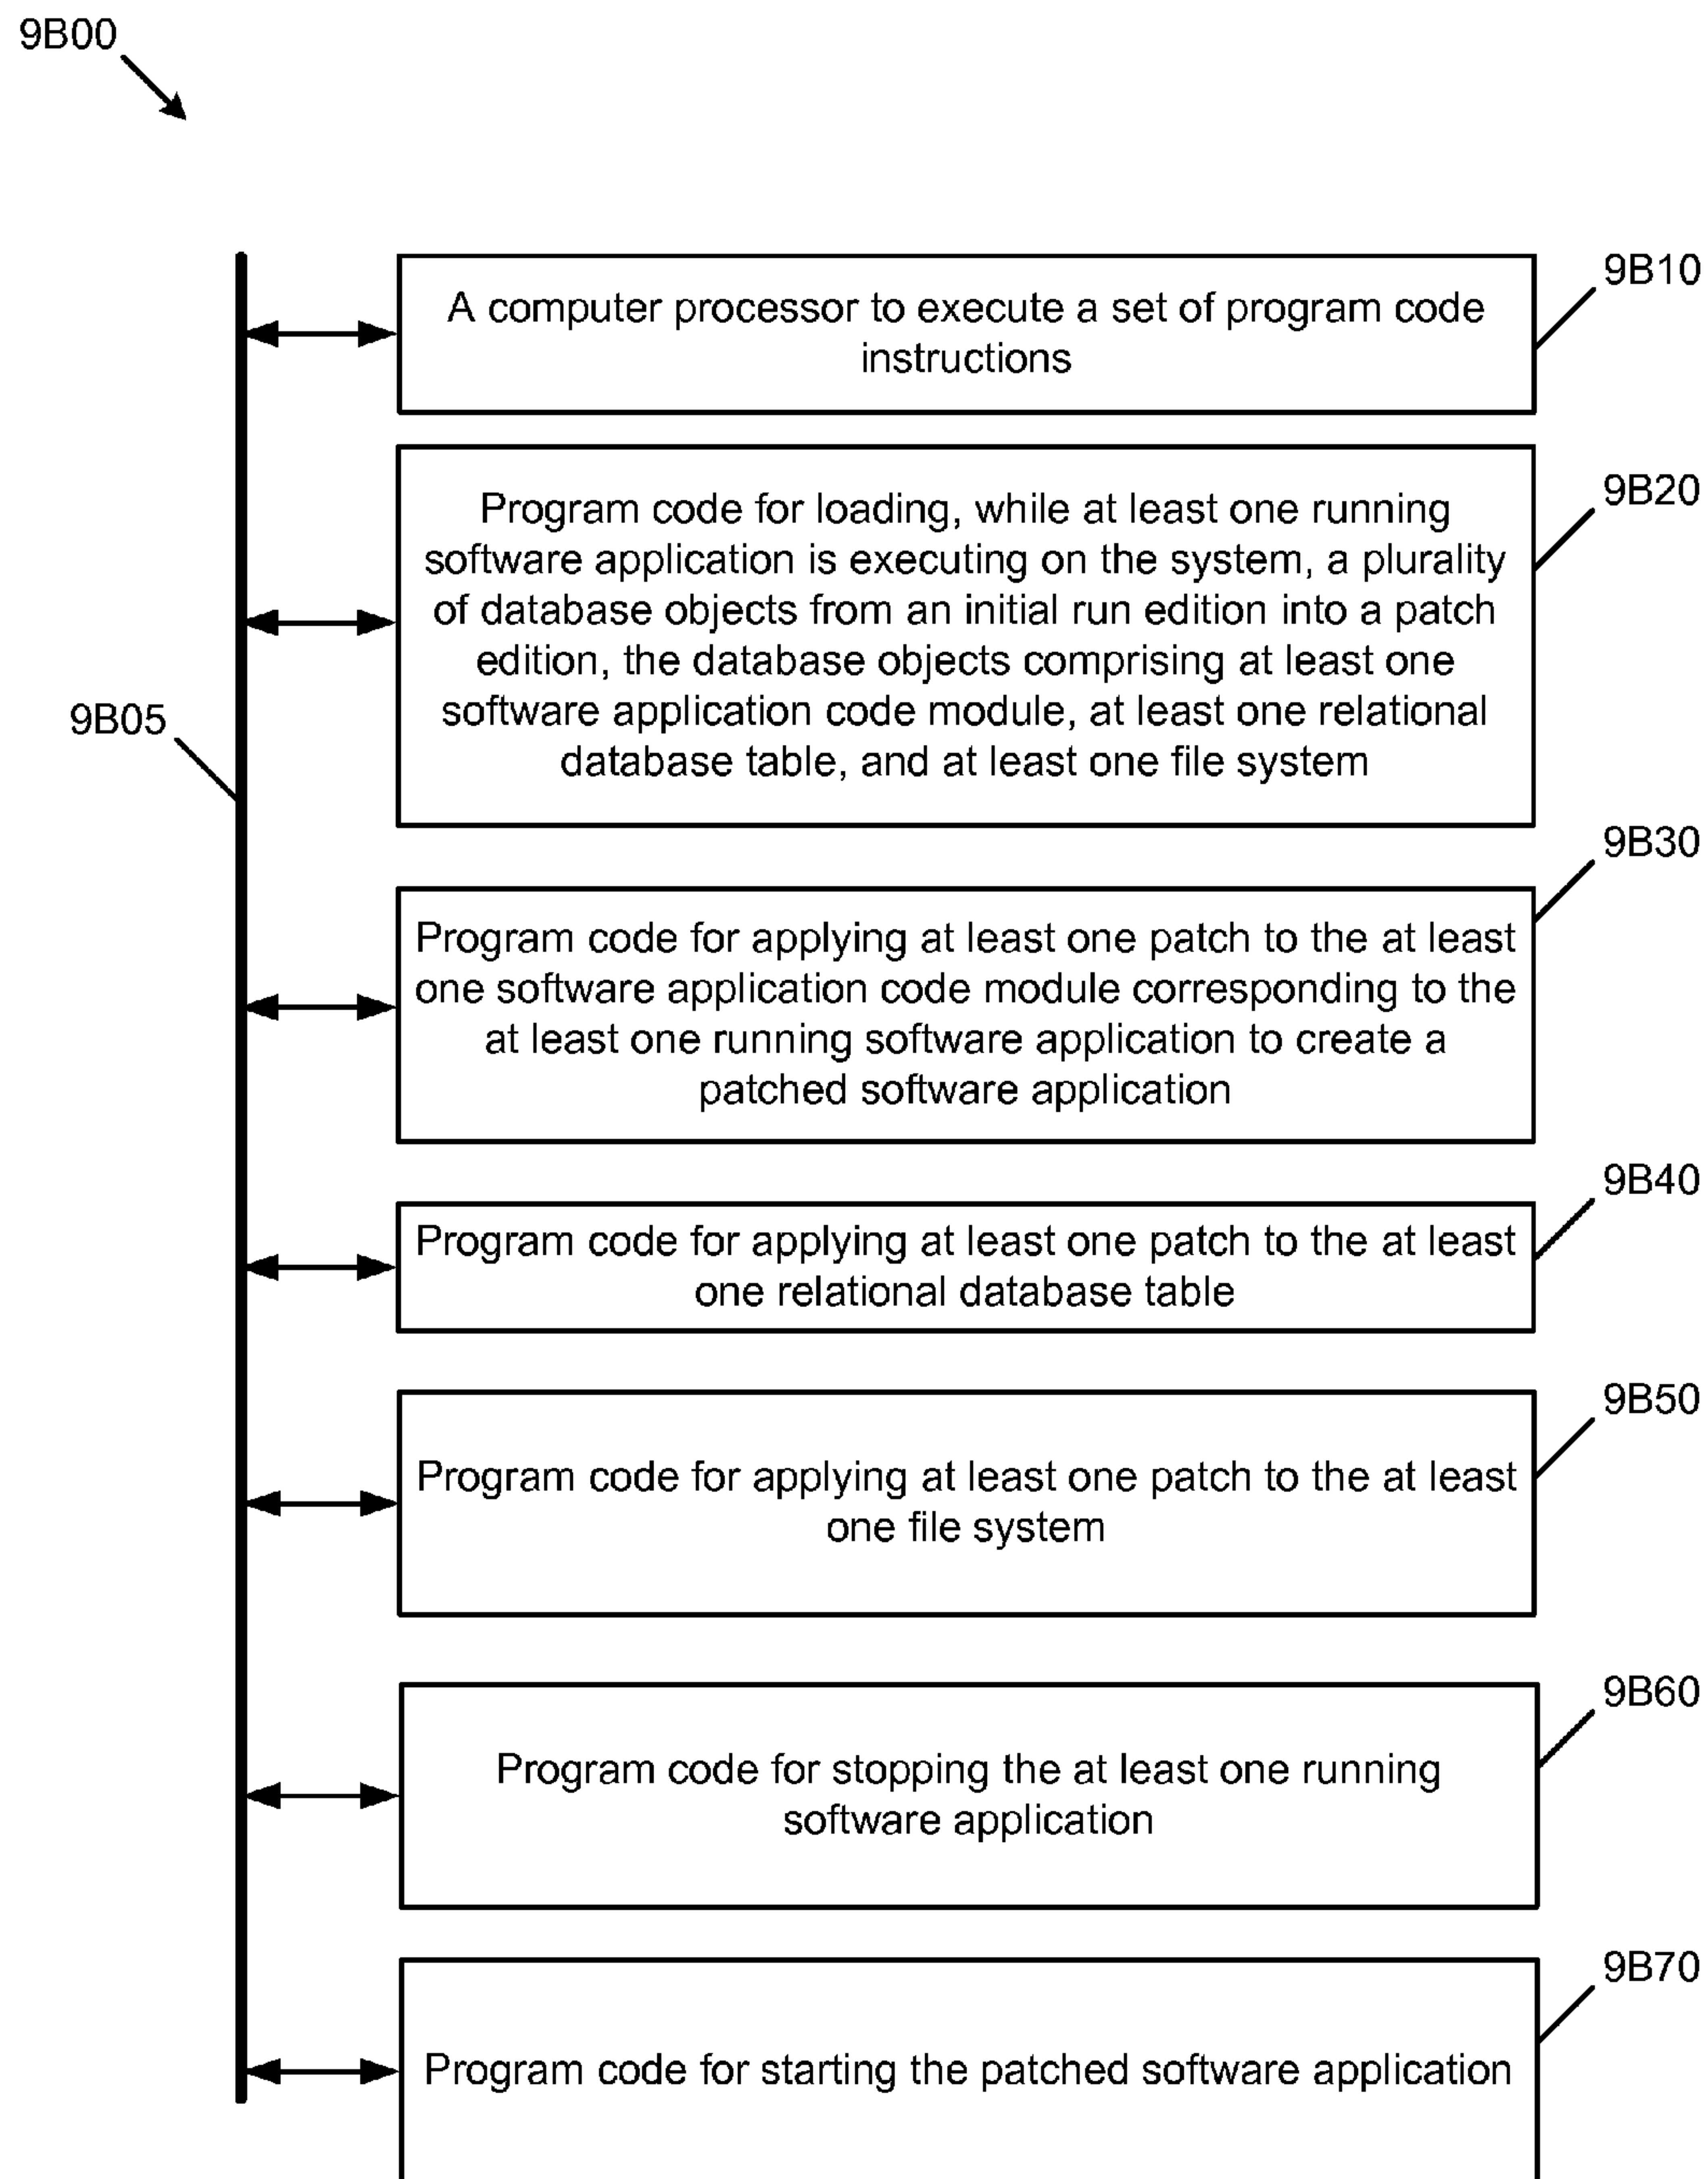 9B00
9B10
A computer processor to execute a set of program code
instructions
9B20
Program code for loading, while at least one running
software application is executing on the system, a plurality
of database objects from an initial run edition into a patch
edition, the database objects comprising at least one
software application code module, at least one relational
database table, and at least one file system
9B05
9B30
Program code for applying at least one patch to the at least
one software application code module corresponding to the
at least one running software application to create a
patched software application
9B40
Program code for applying at least one patch to the at least
one relational database table
9B50
Program code for applying at least one patch to the at least
one file system
9B60
Program code for stopping the at least one running
software application
9B70
Program code for starting the patched software application